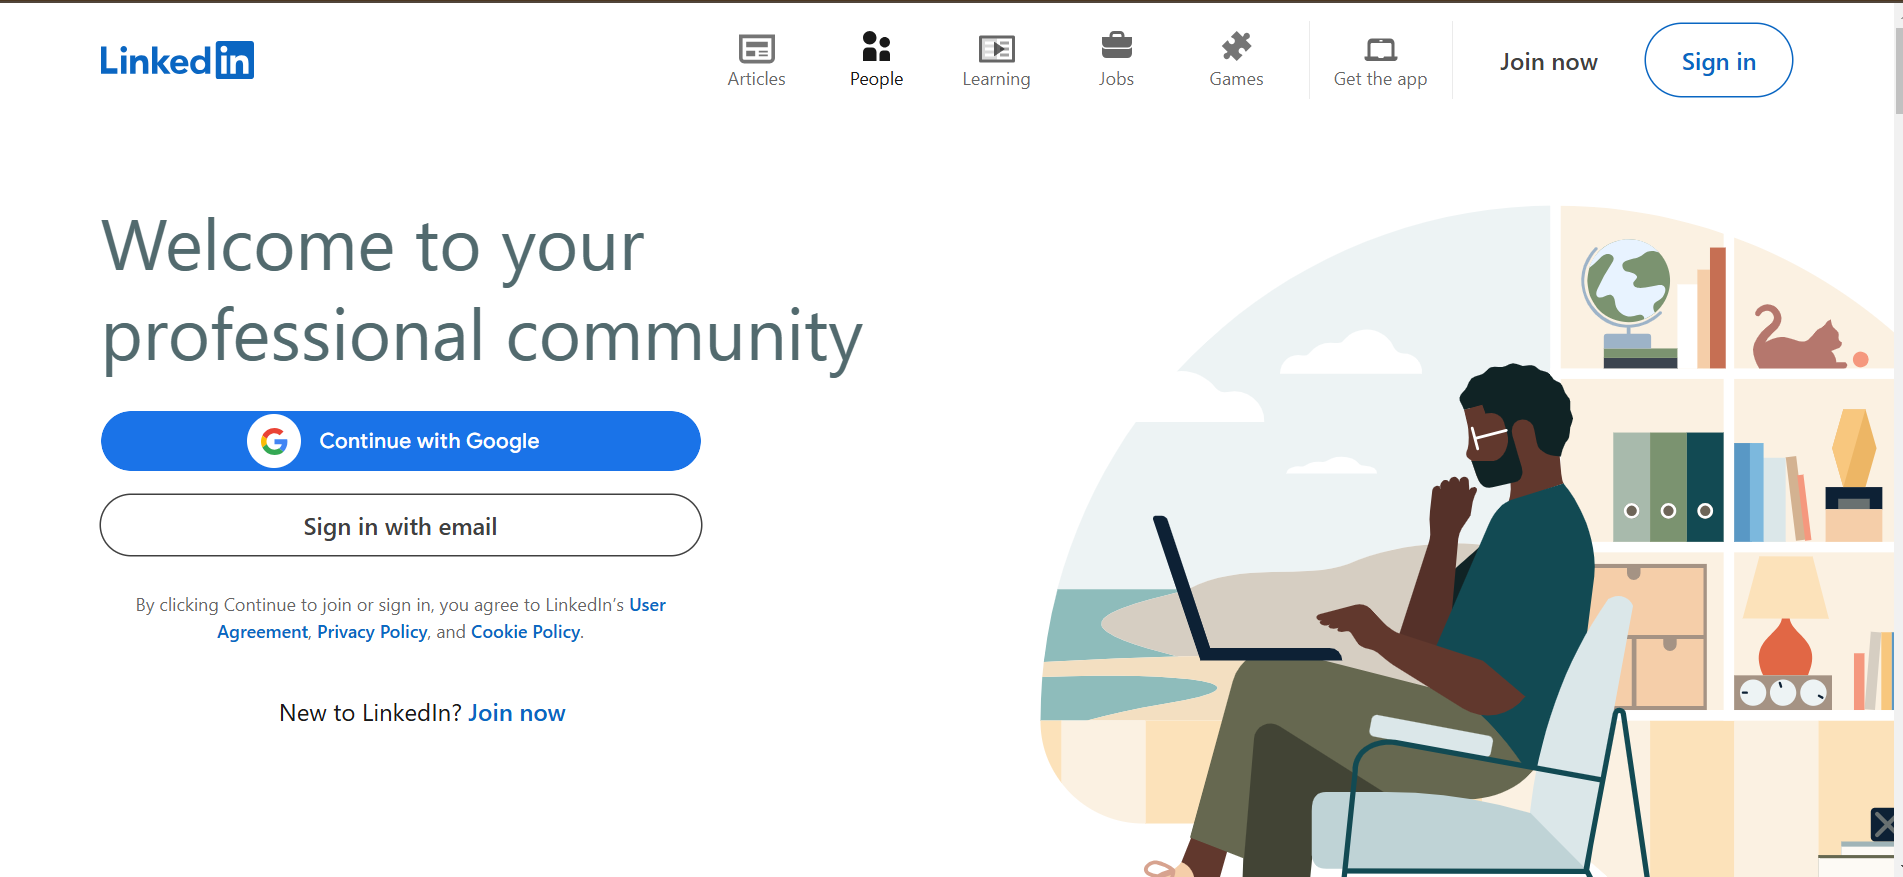 Linkedin
Articles
People
Learning
Jobs
Games
Get the app
Join now
Sign in
Welcome to your
professional community
Continue with Google
Sign in with email
By clicking Continue to join or sign in, you agree to LinkedIn’s User
Agreement, Privacy Policy, and Cookie Policy.
New to LinkedIn? Join now